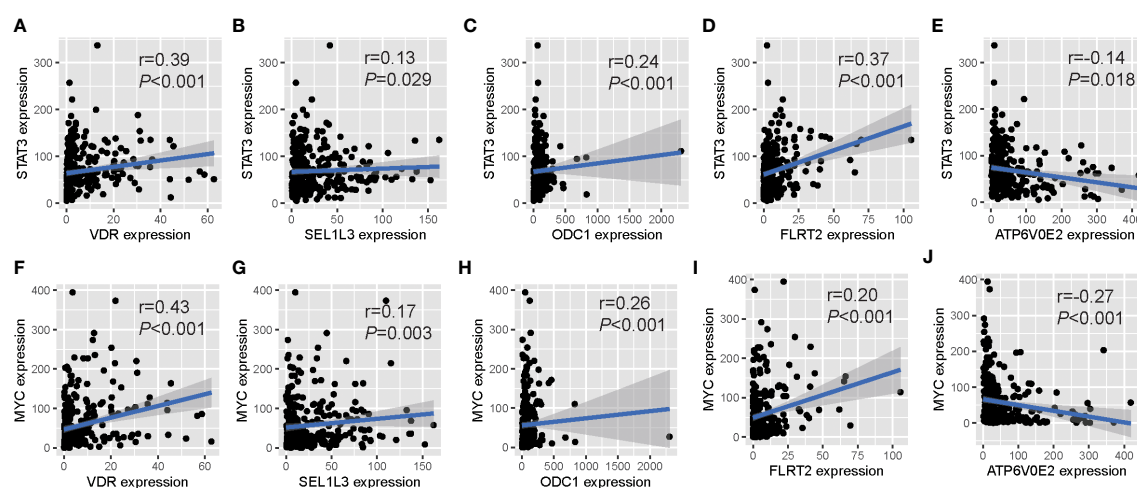 A
STAT3 expression
300
200
100
0
r=0.39
P<0.001
0 20 40 60
VDR expression
B
STAT3 expression
300
200
100
0
r=0.13
P=0.029
0 50 100 150
SEL1L3 expression
C
STAT3 expression
300
200
100
0
r=0.24
P<0.001
0 500 1000 1500 2000
ODC1 expression
D
STAT3 expression
300
200
100
0
r=0.37
P<0.001
0 25 50 75 100
FLRT2 expression
E
STAT3 expression
300
200
100
0
r=-0.14
P=0.018
0 100 200 300 400
ATP6V0E2 expression
F
MYC expression
400
300
200
100
0
r=0.43
P<0.001
0 20 40 60
VDR expression
G
MYC expression
400
300
200
100
0
r=0.17
P=0.003
0 50 100 150
SEL1L3 expression
H
MYC expression
400
300
200
100
0
r=0.26
P<0.001
0 500 1000 1500 2000
ODC1 expression
I
MYC expression
400
300
200
100
0
r=0.20
P<0.001
0 25 50 75 100
FLRT2 expression
J
MYC expression
400
300
200
100
0
r=-0.27
P<0.001
0 100 200 300 400
ATP6V0E2 expression